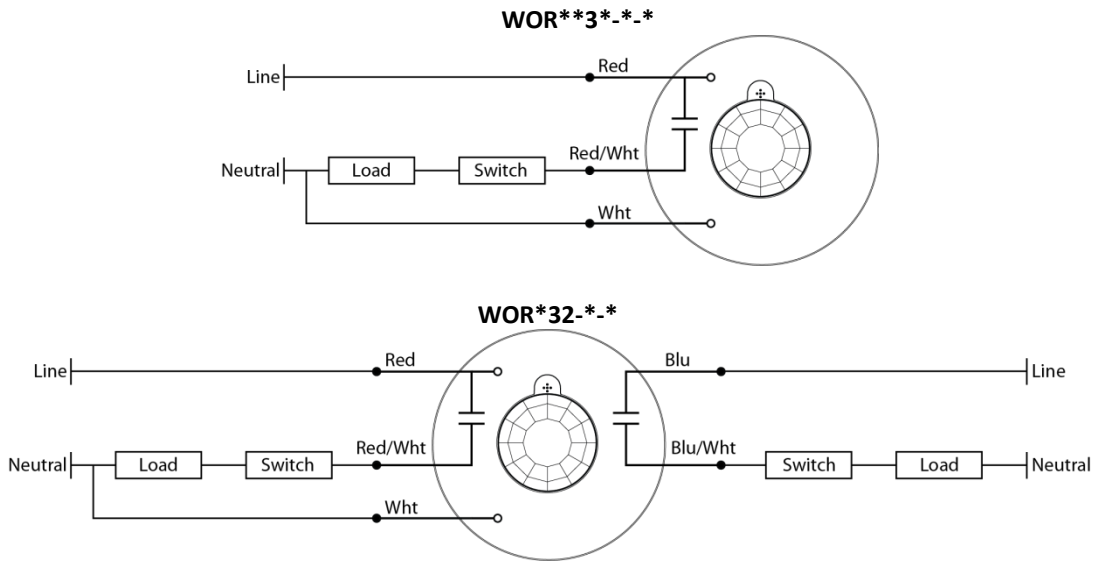 WOR**3*-*-*
Line
Red
Neutral
Load
Switch
Red/Wht
Wht
WOR*32-*-*
Line
Red
Blu
Line
Neutral
Load
Switch
Red/Wht
Blu/Wht
Switch
Load
Neutral
Wht